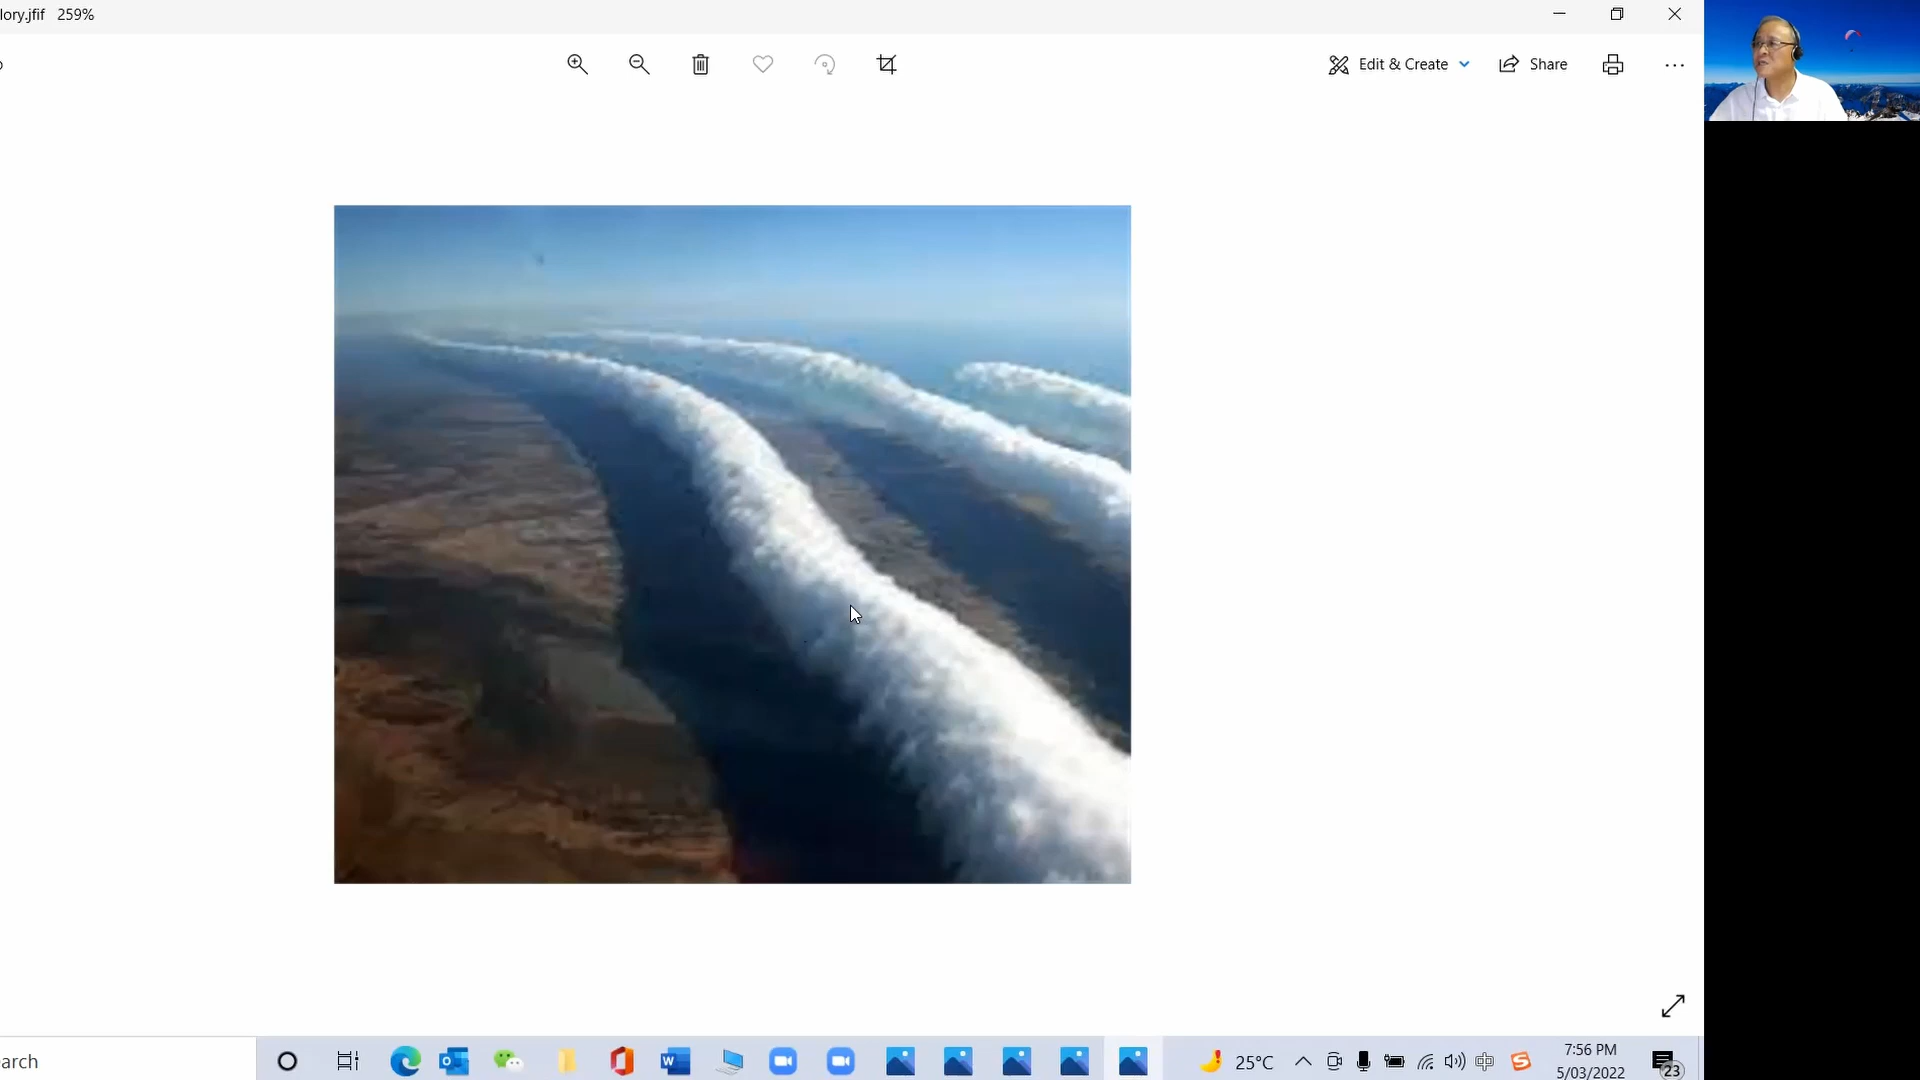 lory.jfif 259%
Edit & Create
Share
arch
25°C
7:56 PM
5/03/2022
23